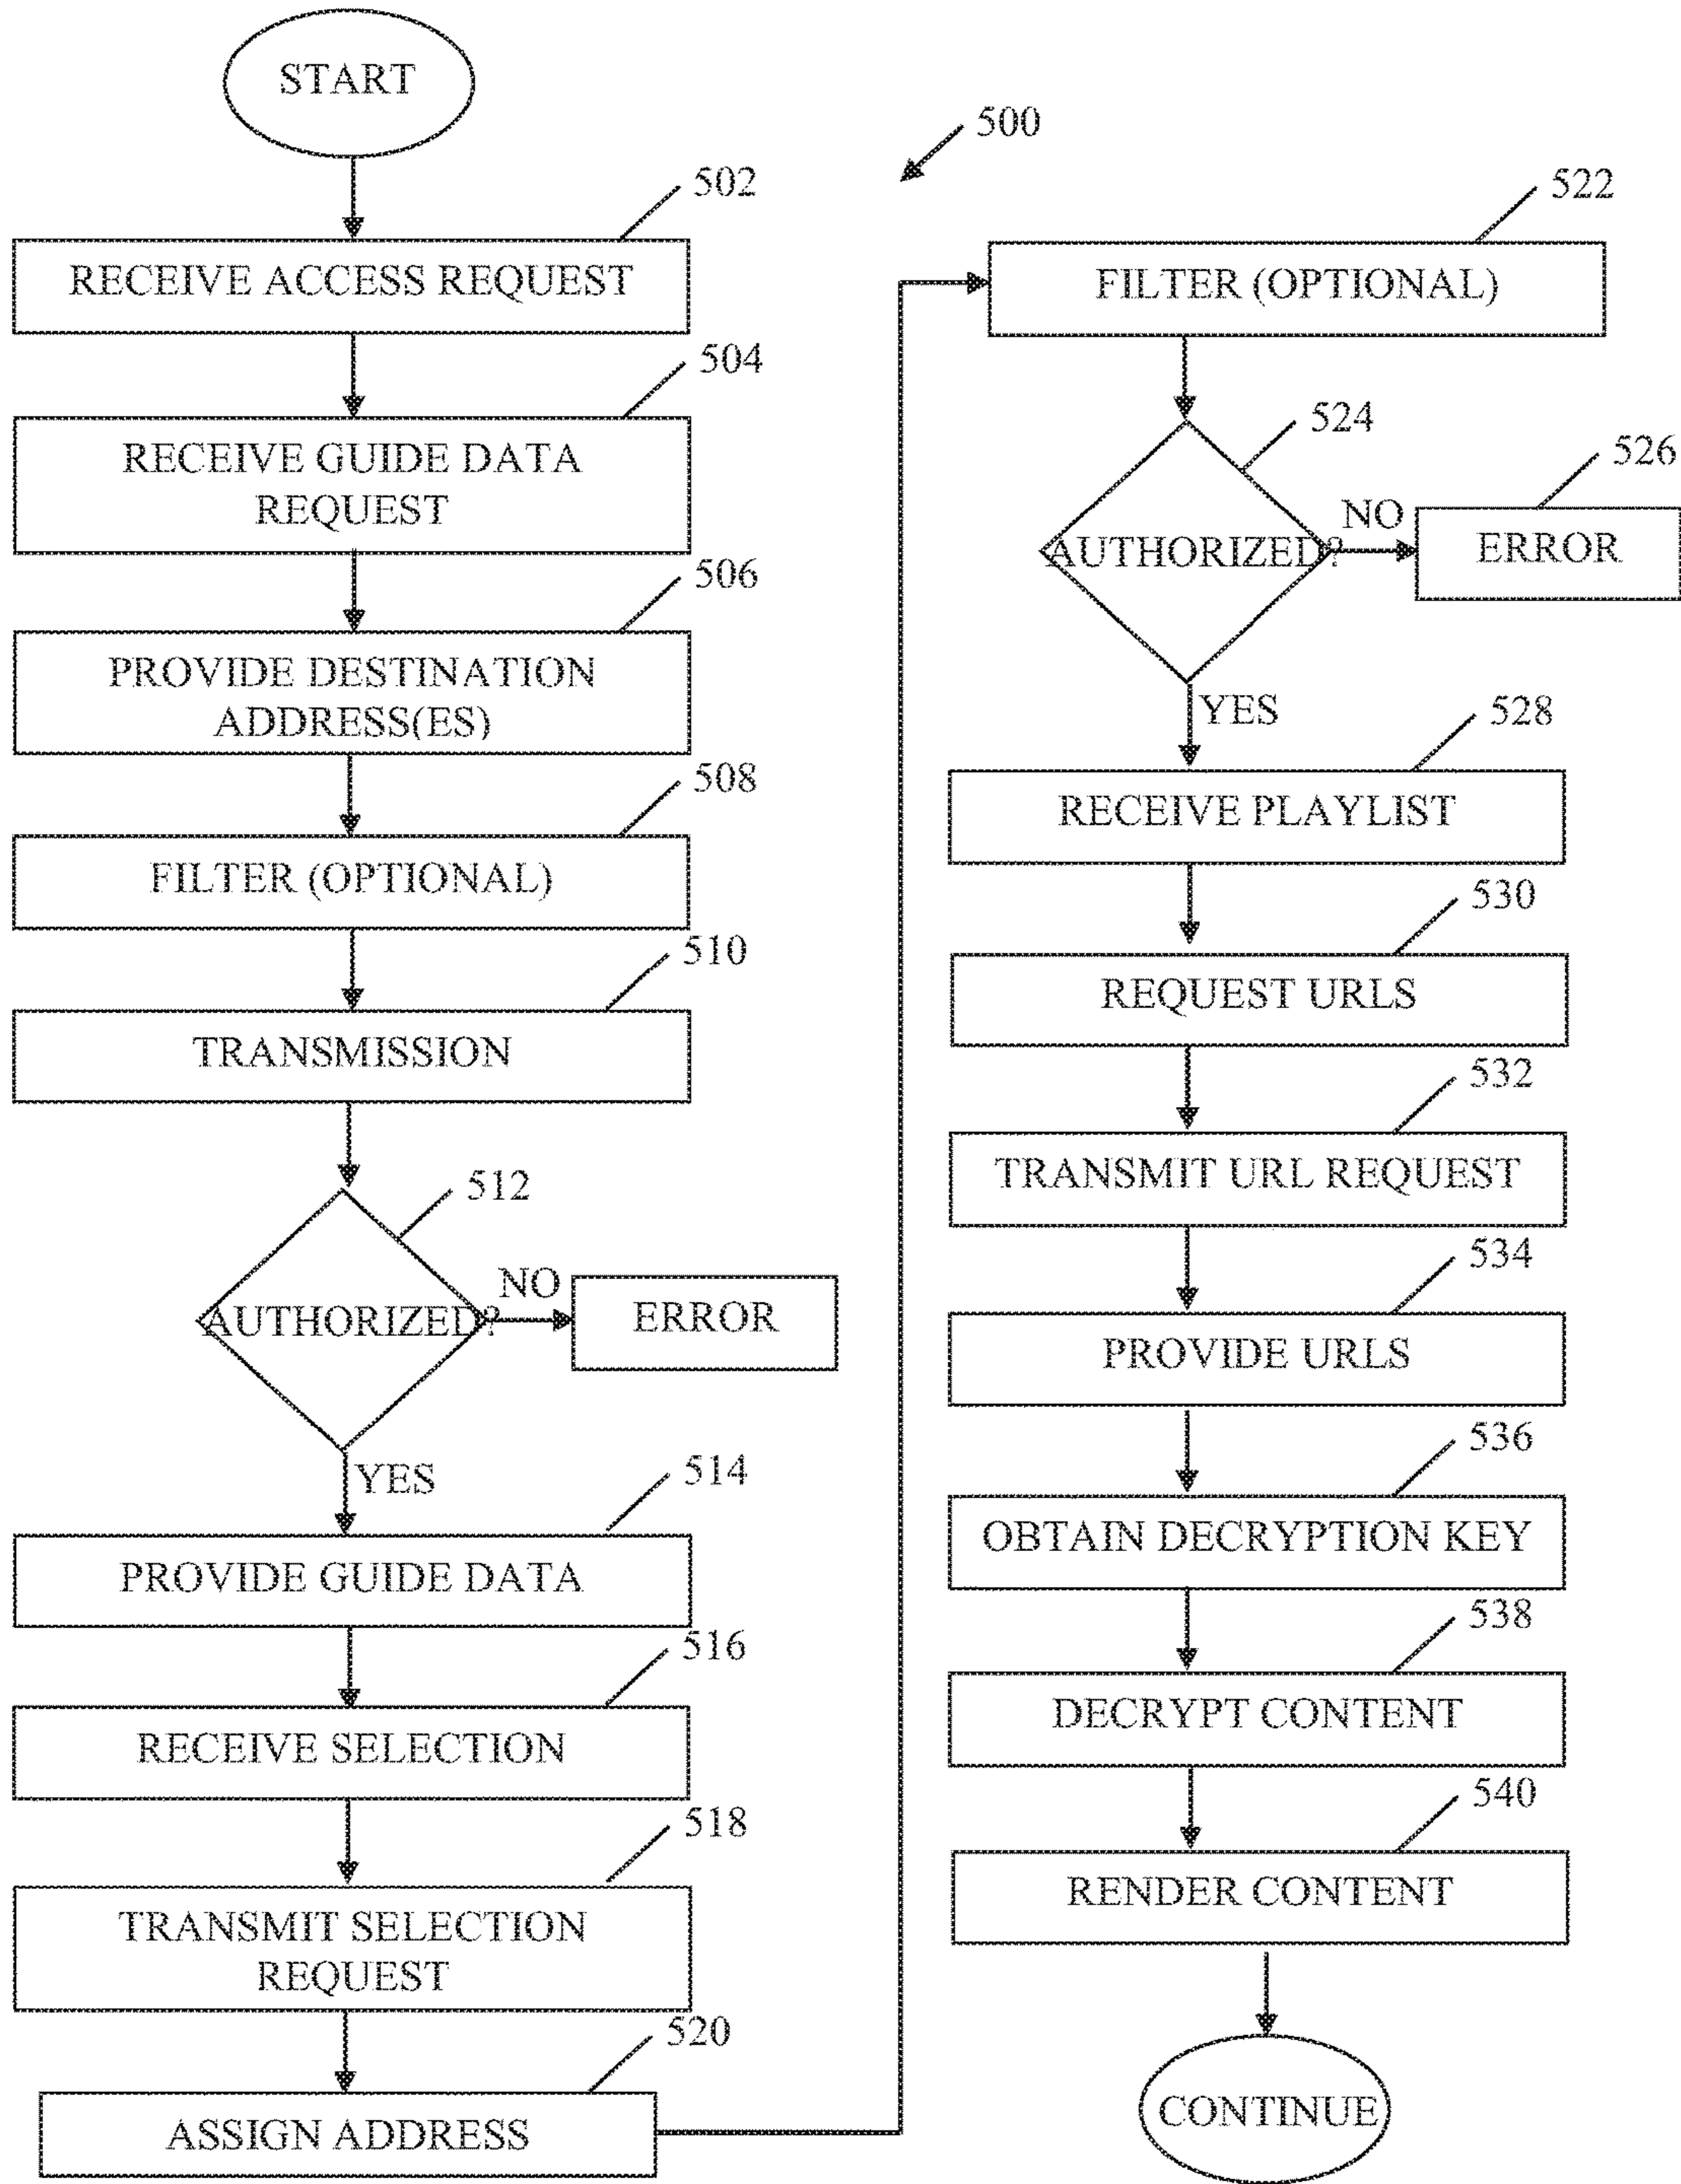 START
500
502
RECEIVE ACCESS REQUEST
504
RECEIVE GUIDE DATA
REQUEST
506
PROVIDE DESTINATION
ADDRESS(ES)
508
FILTER (OPTIONAL)
510
TRANSMISSION
512
AUTHORIZED?
NO
ERROR
YES
514
PROVIDE GUIDE DATA
516
RECEIVE SELECTION
518
TRANSMIT SELECTION
REQUEST
520
ASSIGN ADDRESS
522
FILTER (OPTIONAL)
524
AUTHORIZED?
NO
526
ERROR
YES
528
RECEIVE PLAYLIST
530
REQUEST URLS
532
TRANSMIT URL REQUEST
534
PROVIDE URLS
536
OBTAIN DECRYPTION KEY
538
DECRYPT CONTENT
540
RENDER CONTENT
CONTINUE